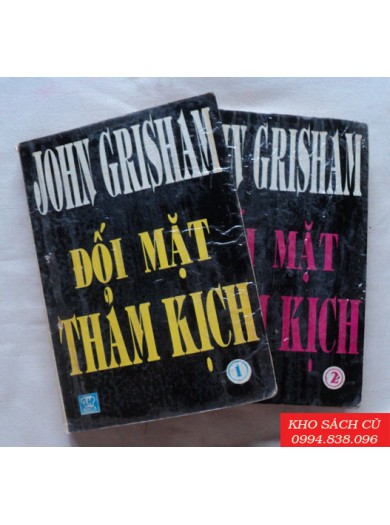 JOHN GRISHAM
ĐỐI MẶT
THẢM KỊCH
1
GRISHAM
MẶT
KỊCH
2
KHO SÁCH CŨ
0994.838.096